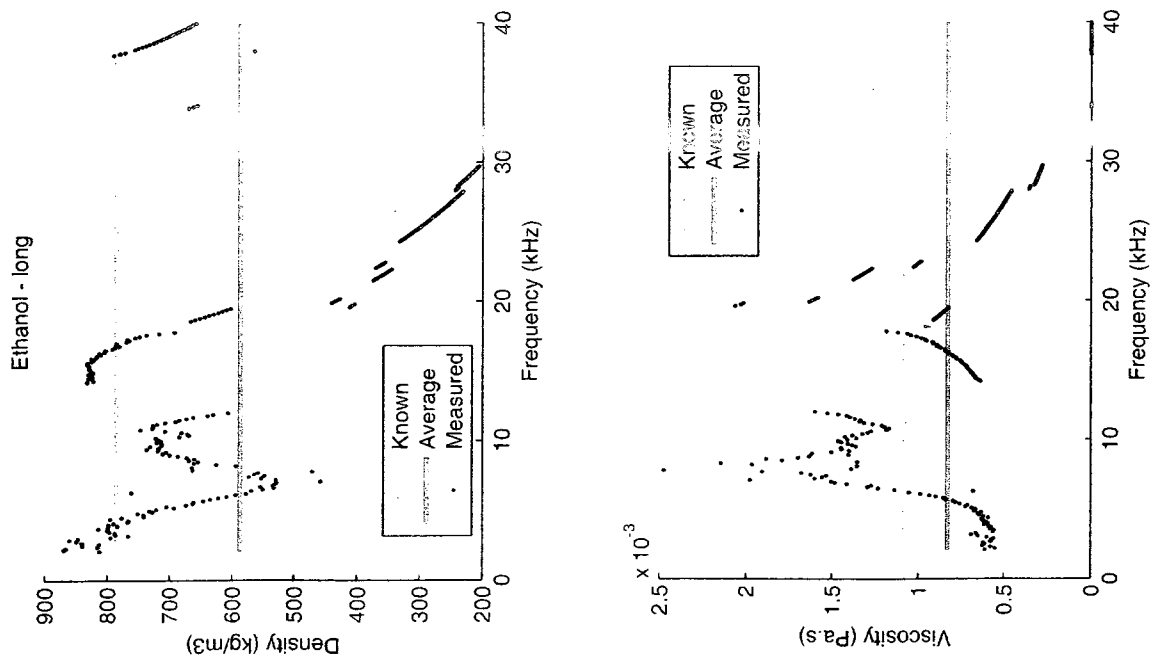 Ethanol - long
900
800
700
600
500
400
300
200
Density (kg/m3)
Known
Average
Measured
0
10
20
30
40
Frequency (kHz)
x 10-3
2.5
2
1.5
1
0.5
0
Viscosity (Pa.s)
Known
Average
Measured
0
10
20
30
40
Frequency (kHz)